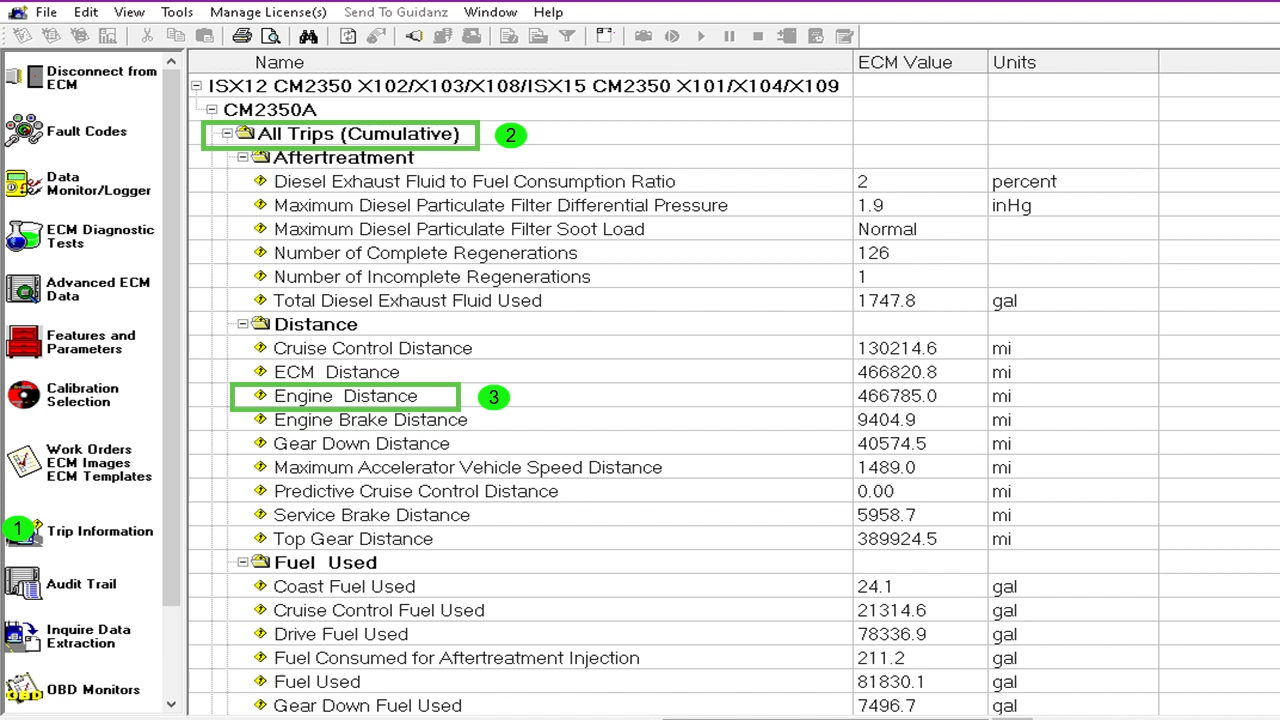 File Edit View Tools Manage License(s) Send To Guidanz Window Help
Disconnect from
ECM
Fault Codes
Data
Monitor/Logger
ECM Diagnostic
Tests
Advanced ECM
Data
Features and
Parameters
Calibration
Selection
Work Orders
ECM Images
ECM Templates
1 Trip Information
Audit Trail
Inquire Data
Extraction
OBD Monitors
Name ECM Value Units
ISX12 CM2350 X102/X103/X108/ISX15 CM2350 X101/X104/X109
CM2350A
All Trips (Cumulative) 2
Aftertreatment
Diesel Exhaust Fluid to Fuel Consumption Ratio 2 percent
Maximum Diesel Particulate Filter Differential Pressure 1.9 inHg
Maximum Diesel Particulate Filter Soot Load Normal
Number of Complete Regenerations 126
Number of Incomplete Regenerations 1
Total Diesel Exhaust Fluid Used 1747.8 gal
Distance
Cruise Control Distance 130214.6 mi
ECM Distance 466820.8 mi
Engine Distance 3 466785.0 mi
Engine Brake Distance 9404.9 mi
Gear Down Distance 40574.5 mi
Maximum Accelerator Vehicle Speed Distance 1489.0 mi
Predictive Cruise Control Distance 0.00 mi
Service Brake Distance 5958.7 mi
Top Gear Distance 389924.5 mi
Fuel Used
Coast Fuel Used 24.1 gal
Cruise Control Fuel Used 21314.6 gal
Drive Fuel Used 78336.9 gal
Fuel Consumed for Aftertreatment Injection 211.2 gal
Fuel Used 81830.1 gal
Gear Down Fuel Used 7496.7 gal